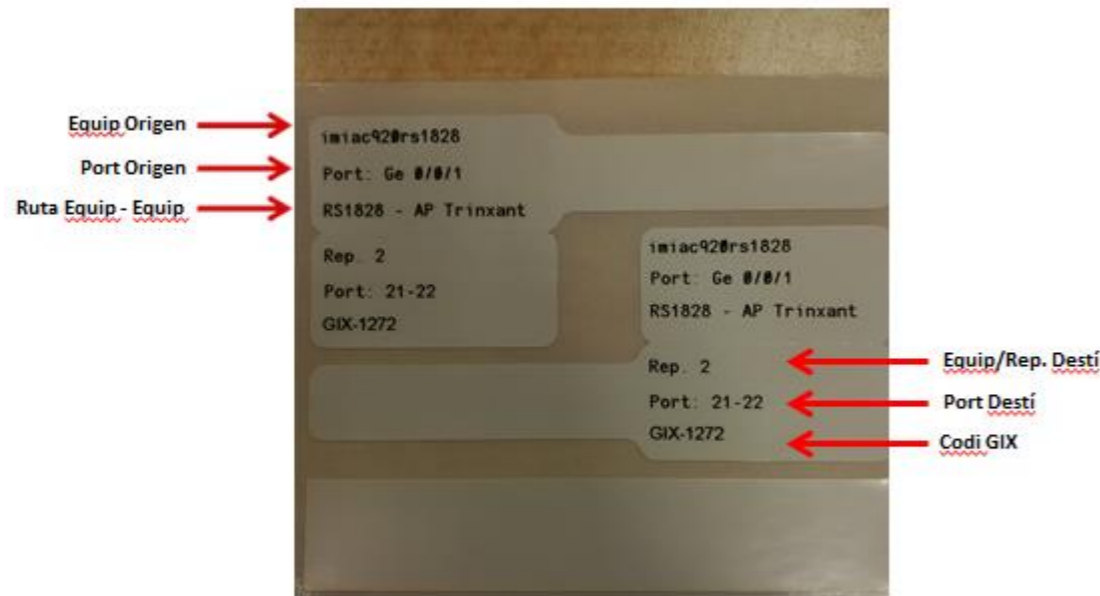 Equip Origen
Port Origen
Ruta Equip - Equip
imiac920rs1828
Port: Ge 0/0/1
RS1828 - AP Trinxant
Rep. 2
Port: 21-22
GIX-1272
imiac920rs1828
Port: Ge 0/0/1
RS1828 - AP Trinxant
Rep. 2
Port: 21-22
GIX-1272
Equip/Rep. Destí
Port Destí
Codi GIX